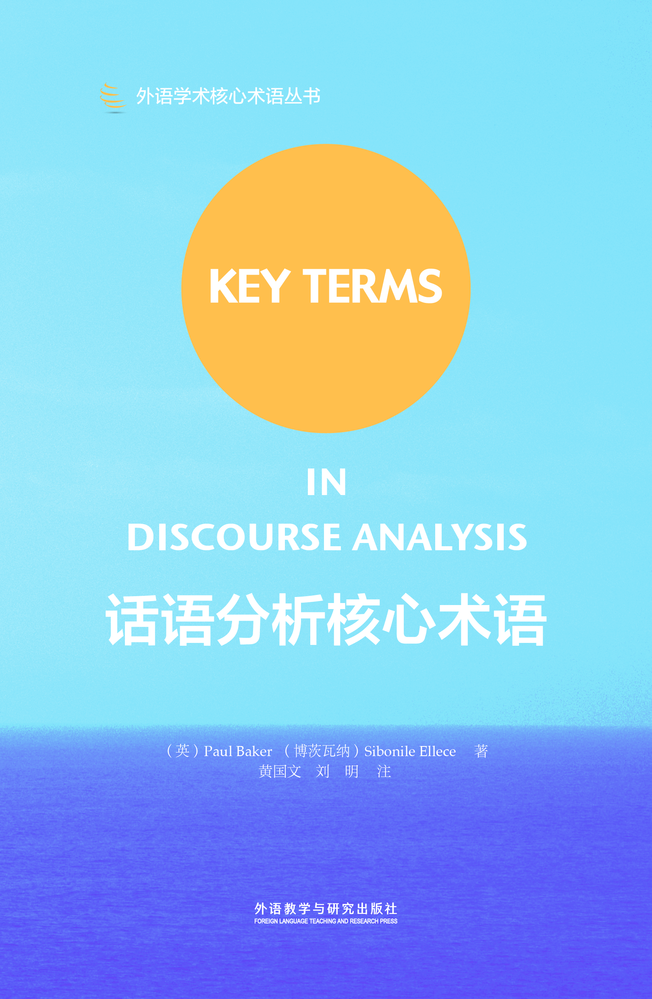 外语学术核心术语丛书
KEY TERMS
IN
DISCOURSE ANALYSIS
话语分析核心术语
（英）Paul Baker （博茨瓦纳）Sibonile Ellece 著
黄国文 刘 明 注
外语教学与研究出版社
FOREIGN LANGUAGE TEACHING AND RESEARCH PRESS